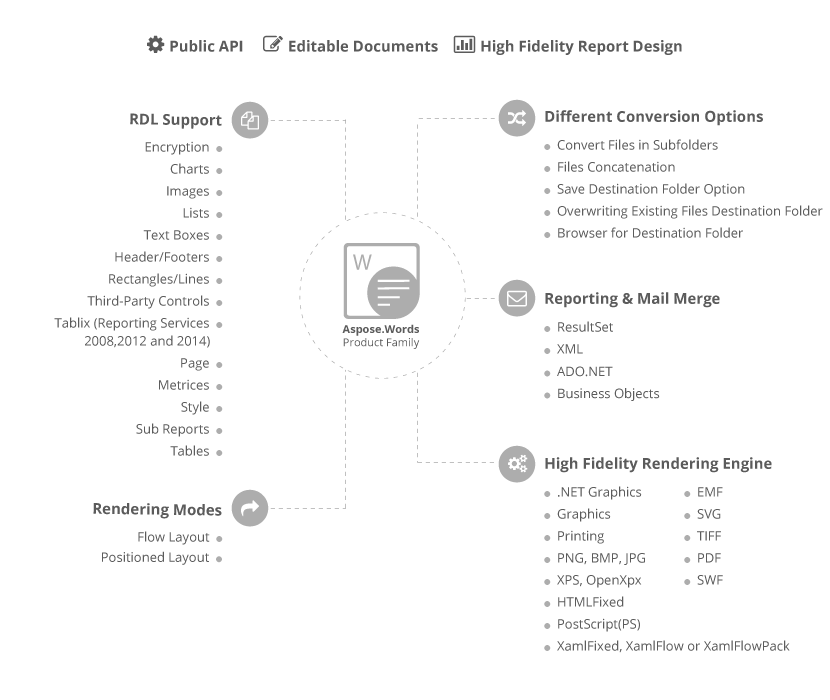 Public API
Editable Documents
High Fidelity Report Design
RDL Support
Encryption
Charts
Images
Lists
Text Boxes
Header/Footers
Rectangles/Lines
Third-Party Controls
Tablix (Reporting Services
2008,2012 and 2014)
Page
Metrices
Style
Sub Reports
Tables
Rendering Modes
Flow Layout
Positioned Layout
W
Aspose.Words
Product Family
Different Conversion Options
Convert Files in Subfolders
Files Concatenation
Save Destination Folder Option
Overwriting Existing Files Destination Folder
Browser for Destination Folder
Reporting & Mail Merge
ResultSet
XML
ADO.NET
Business Objects
High Fidelity Rendering Engine
.NET Graphics
Graphics
Printing
PNG, BMP, JPG
XPS, OpenXpx
HTMLFixed
PostScript(PS)
XamlFixed, XamlFlow or XamlFlowPack
EMF
SVG
TIFF
PDF
SWF